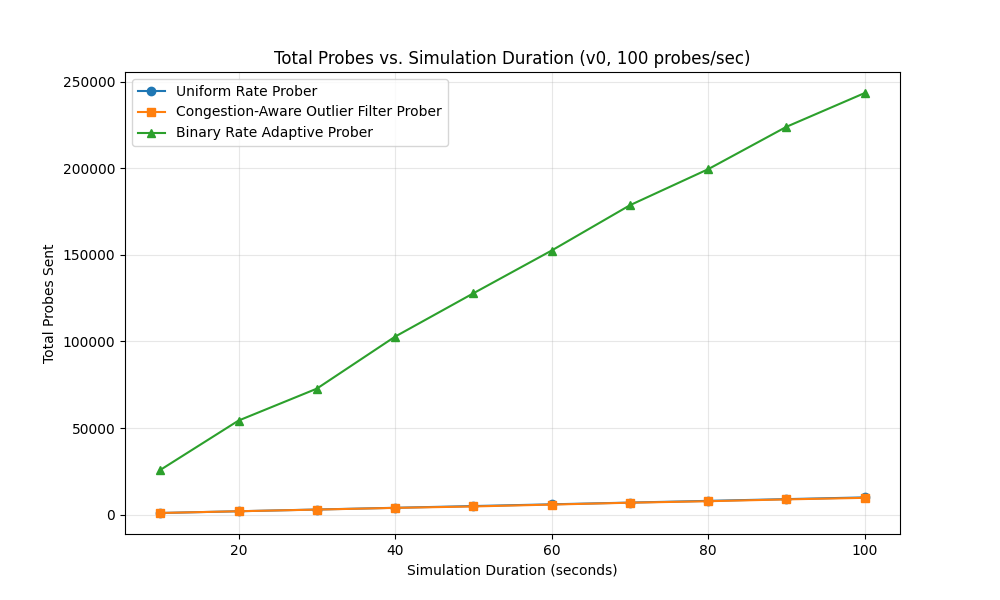 Total Probes vs. Simulation Duration (v0, 100 probes/sec)
Uniform Rate Prober
Congestion-Aware Outlier Filter Prober
Binary Rate Adaptive Prober
Total Probes Sent
250000
200000
150000
100000
50000
0
20
40
60
80
100
Simulation Duration (seconds)